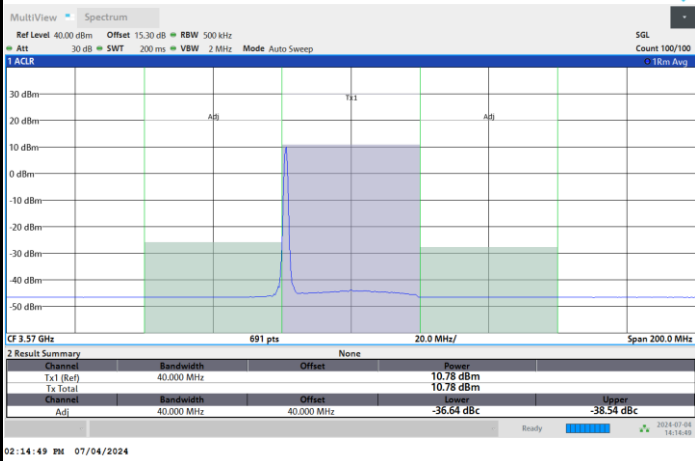 MultiView Spectrum
Ref Level 40.00 dBm Offset 15.30 dB RBW 500 kHz SGL
Att 30 dB SWT 200 ms VBW 2 MHz Mode Auto Sweep Count 100/100
1 ACLR 1Rm Avg
30 dBm
Tx1
20 dBm
Adj Adj
10 dBm
0 dBm
-10 dBm
-20 dBm
-30 dBm
-40 dBm
-50 dBm
CF 3.57 GHz 691 pts 20.0 MHz/ Span 200.0 MHz
2 Result Summary None
Channel Bandwidth Offset Power
Tx1 (Ref) 40.000 MHz 10.78 dBm
Tx Total 10.78 dBm
Channel Bandwidth Offset Lower Upper
Adj 40.000 MHz 40.000 MHz -36.64 dBc -38.54 dBc
Ready 2024-07-04
14:14:49
02:14:49 PM 07/04/2024